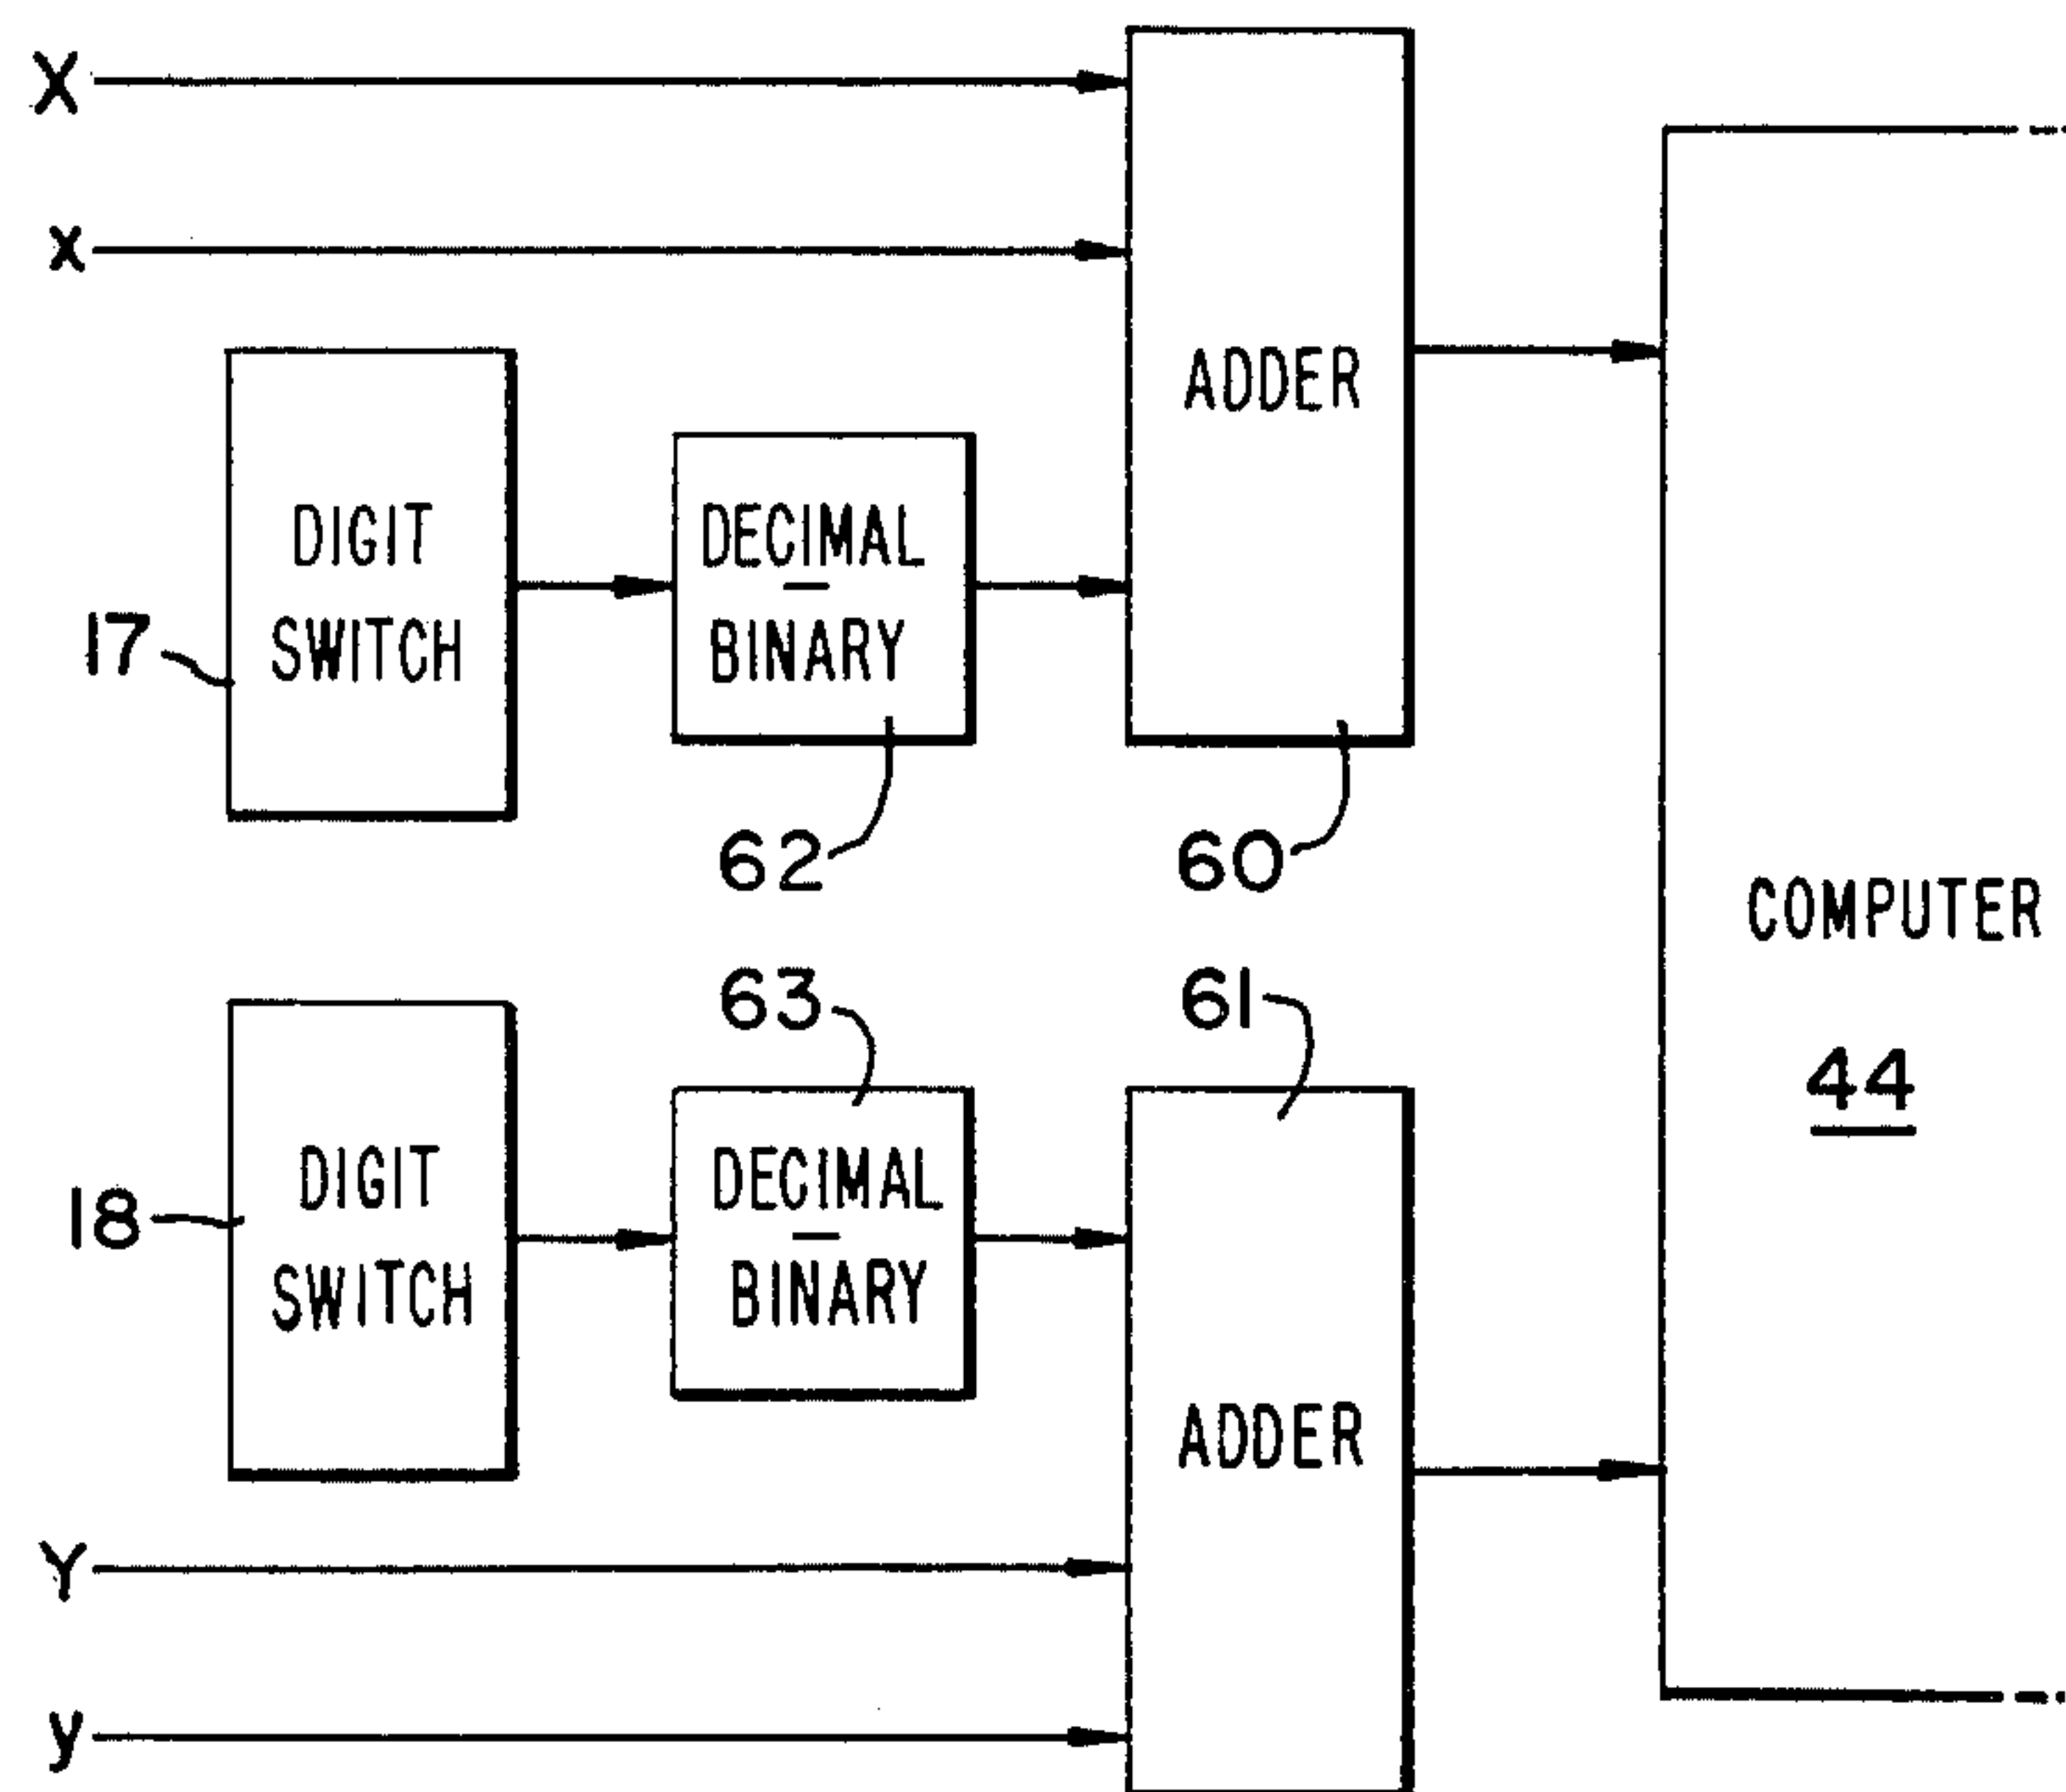 X
x
ADDER
DIGIT
SWITCH
17
DECIMAL
—
BINARY
62
60
COMPUTER
44
63
61
DIGIT
SWITCH
18
DECIMAL
—
BINARY
ADDER
Y
y